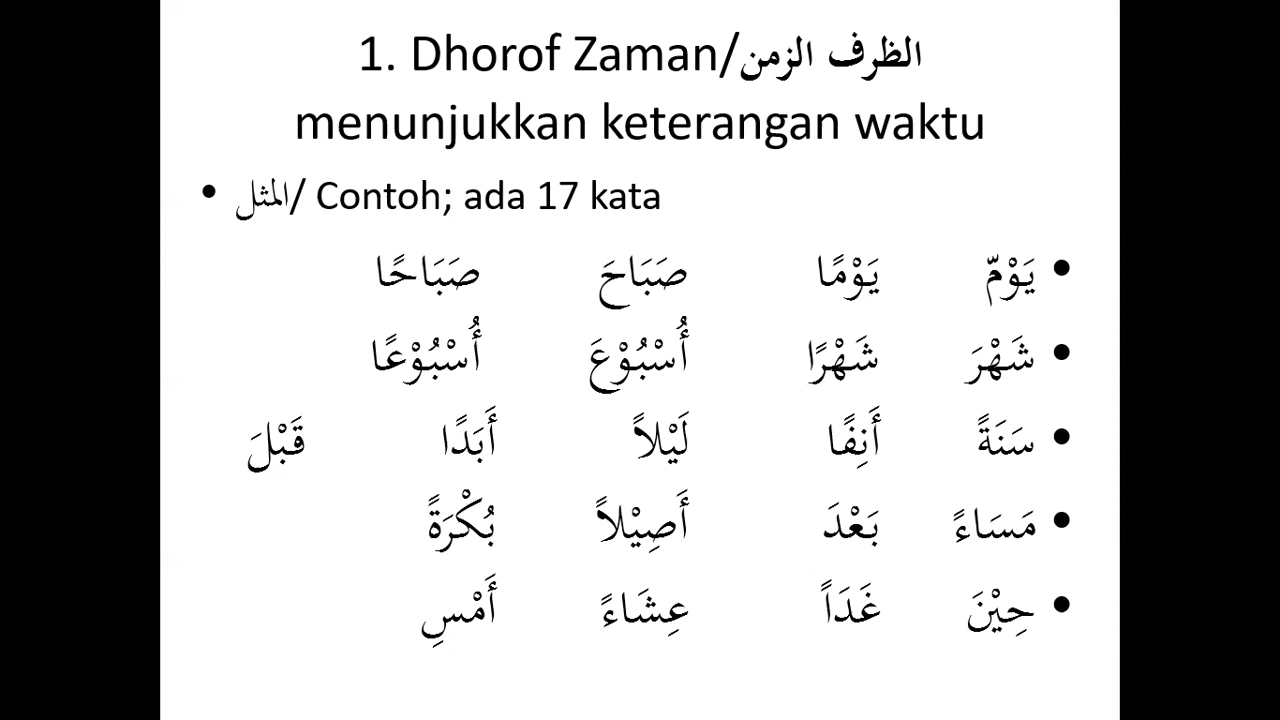 1. Dhorof Zaman/الظرف الزمن
menunjukkan keterangan waktu
• المثل/ Contoh; ada 17 kata
• يَوْمّ يَوْمًا صَبَاحَ صَبَاحًا
• شَهْرَ شَهْرًا أُسْبُوْعَ أُسْبُوْعًا
• سَنَةً أَنِفًا لَيْلاً أَبَدًا قَبْلَ
• مَسَاءً بَعْدَ أَصِيْلاً بُكْرَةً
• حِيْنَ غَدَاً عِشَاءً أَمْسِ